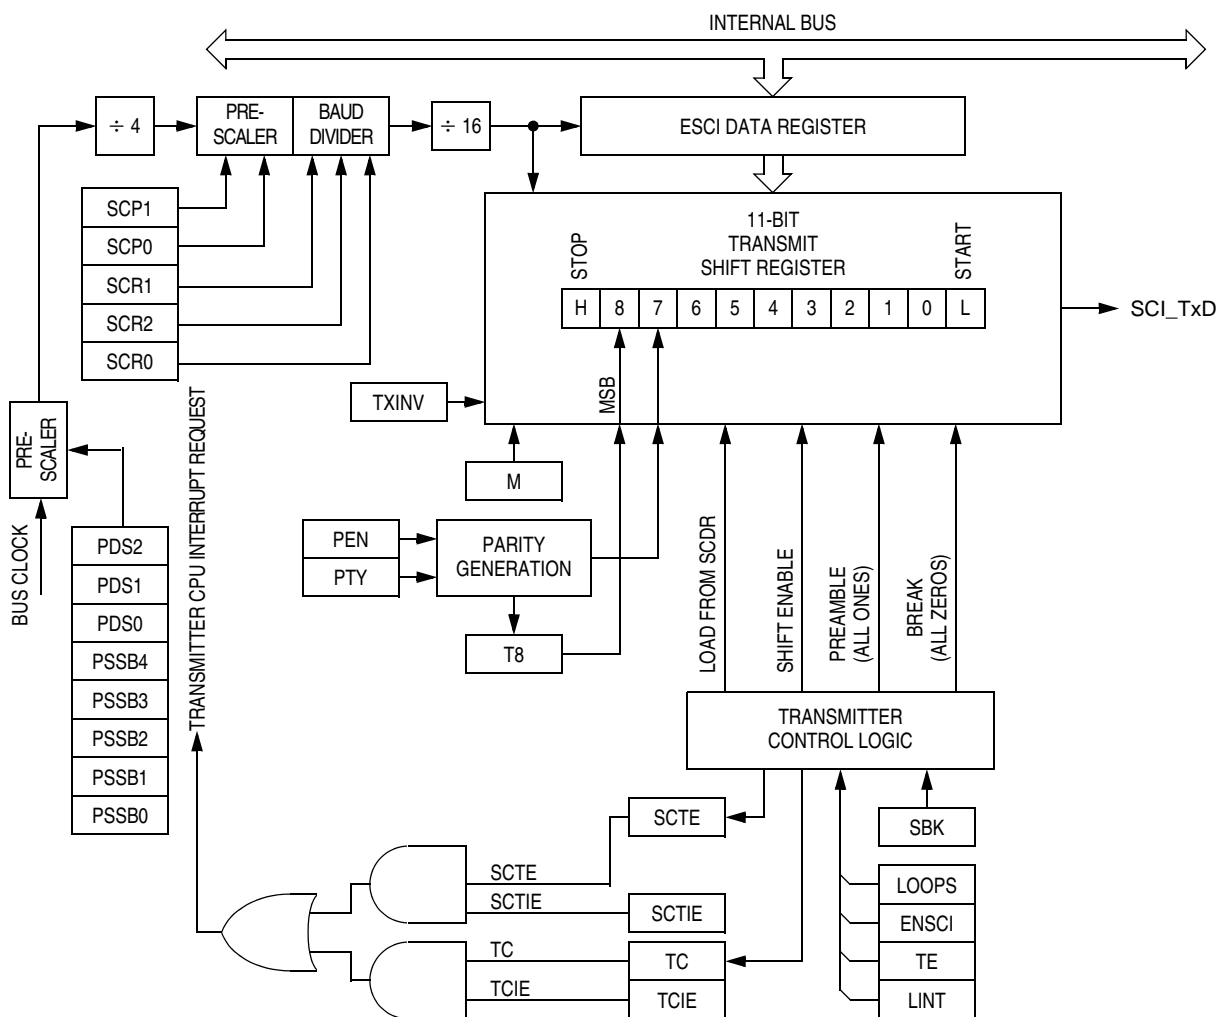 INTERNAL BUS
÷ 4
PRE-
SCALER
BAUD
DIVIDER
÷ 16
ESCI DATA REGISTER
SCP1
SCP0
SCR1
SCR2
SCR0
11-BIT
TRANSMIT
SHIFT REGISTER
STOP
START
H 8 7 6 5 4 3 2 1 0 L
SCI_TxD
MSB
TXINV
M
PRE-
SCALER
BUS CLOCK
TRANSMITTER CPU INTERRUPT REQUEST
PEN
PTY
PARITY
GENERATION
T8
PDS2
PDS1
PDS0
PSSB4
PSSB3
PSSB2
PSSB1
PSSB0
LOAD FROM SCDR
SHIFT ENABLE
PREAMBLE
(ALL ONES)
BREAK
(ALL ZEROS)
TRANSMITTER
CONTROL LOGIC
SCTE
SBK
SCTE
SCTIE
SCTIE
TC
TC
TCIE
TCIE
LOOPS
ENSCI
TE
LINT